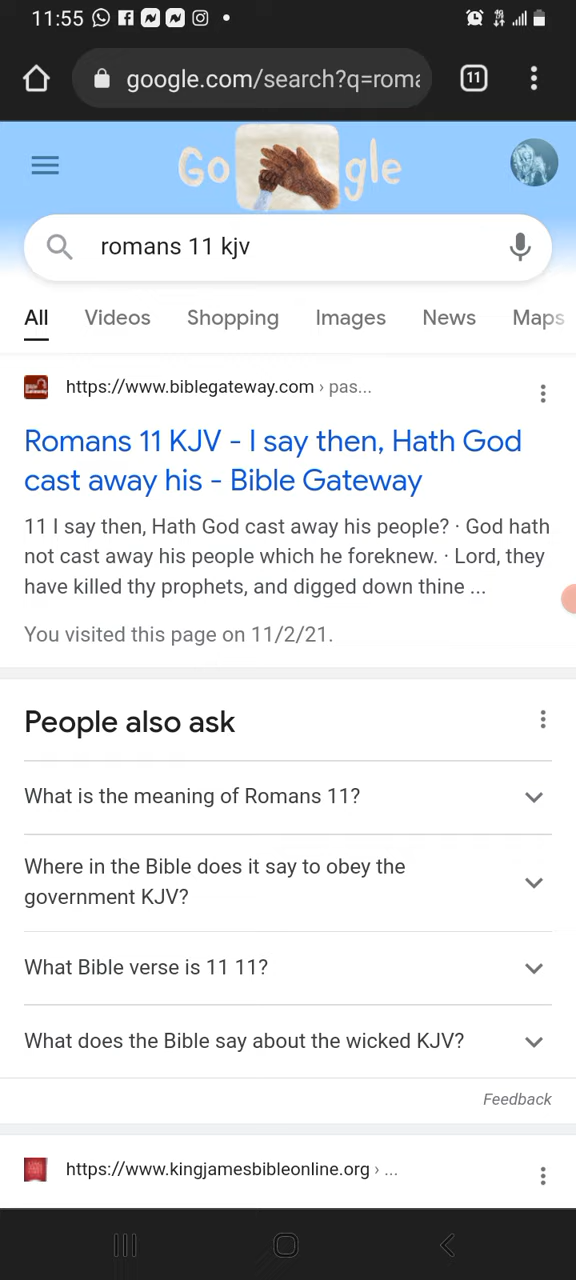 11:55
google.com/search?q=roma
11
Go gle
romans 11 kjv
All Videos Shopping Images News Maps
https://www.biblegateway.com › pas...
Romans 11 KJV - I say then, Hath God
cast away his - Bible Gateway
11 I say then, Hath God cast away his people? · God hath
not cast away his people which he foreknew. · Lord, they
have killed thy prophets, and digged down thine ...
You visited this page on 11/2/21.
People also ask
What is the meaning of Romans 11?
Where in the Bible does it say to obey the
government KJV?
What Bible verse is 11 11?
What does the Bible say about the wicked KJV?
Feedback
https://www.kingjamesbibleonline.org › ...